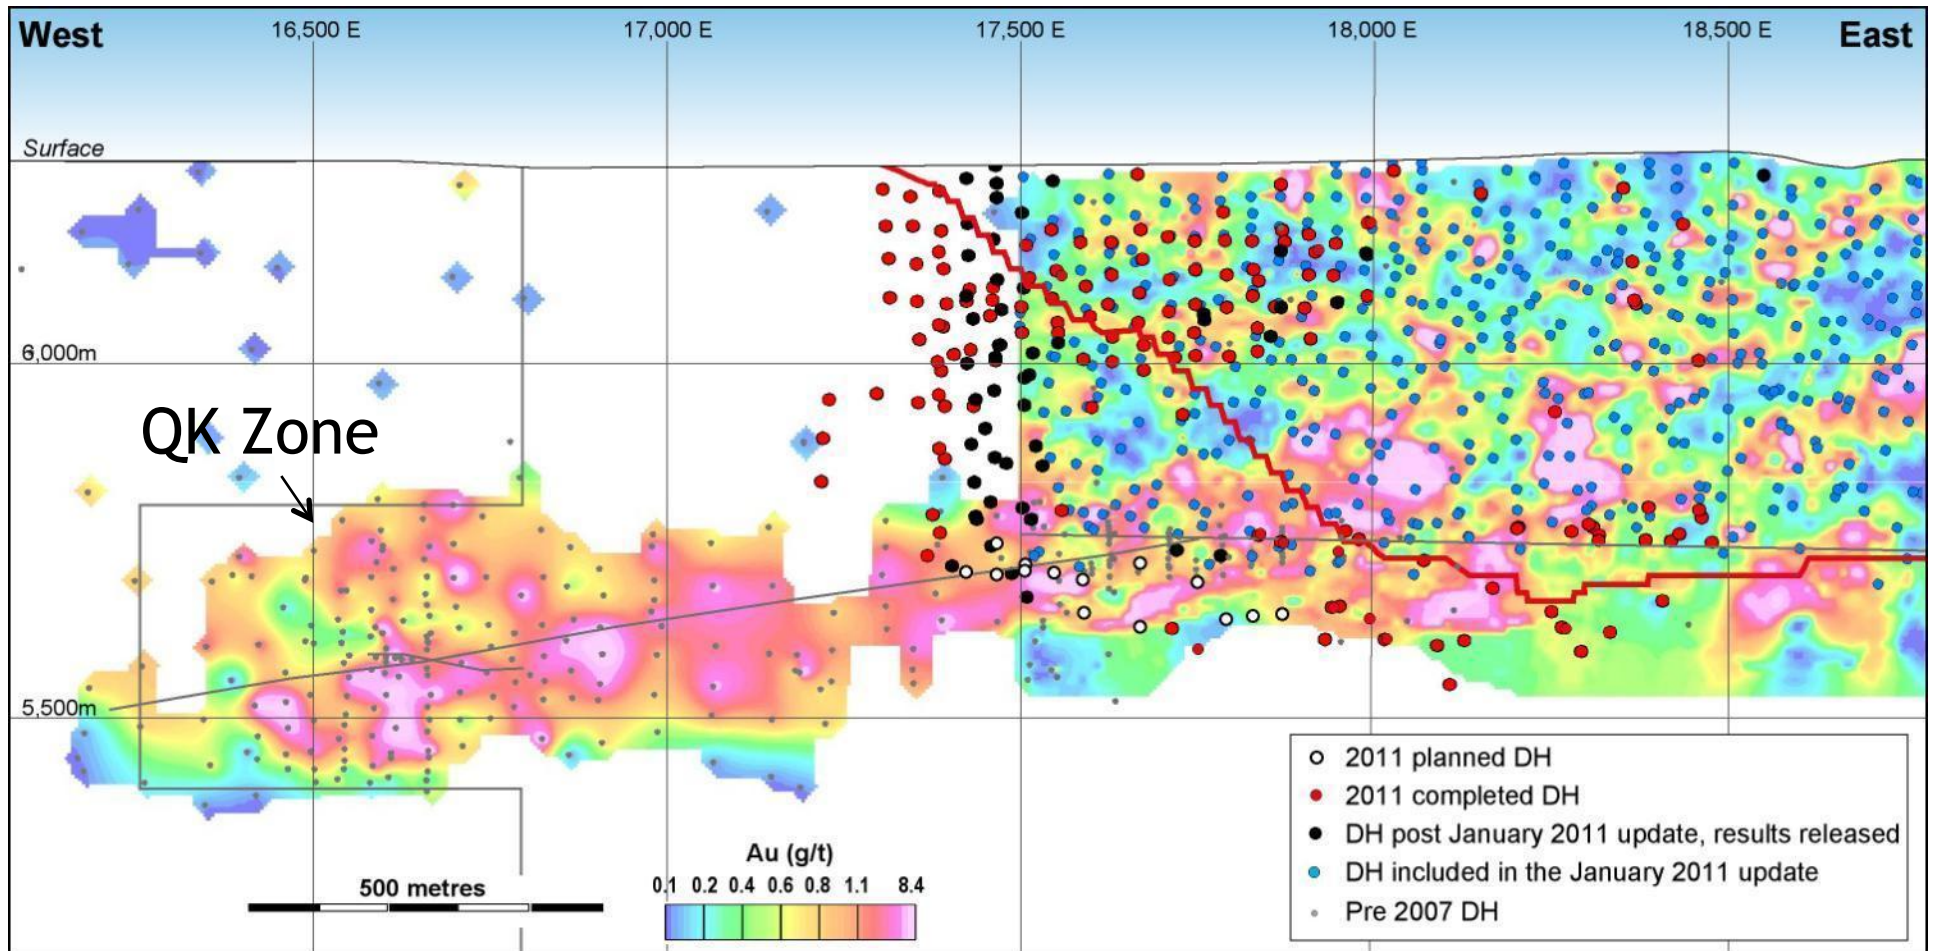 West
16,500 E
17,000 E
17,500 E
18,000 E
18,500 E
East
Surface
6,000m
QK Zone
5,500m
500 metres
Au (g/t)
0.1 0.2 0.4 0.6 0.8 1.1 8.4
2011 planned DH
2011 completed DH
DH post January 2011 update, results released
DH included in the January 2011 update
Pre 2007 DH